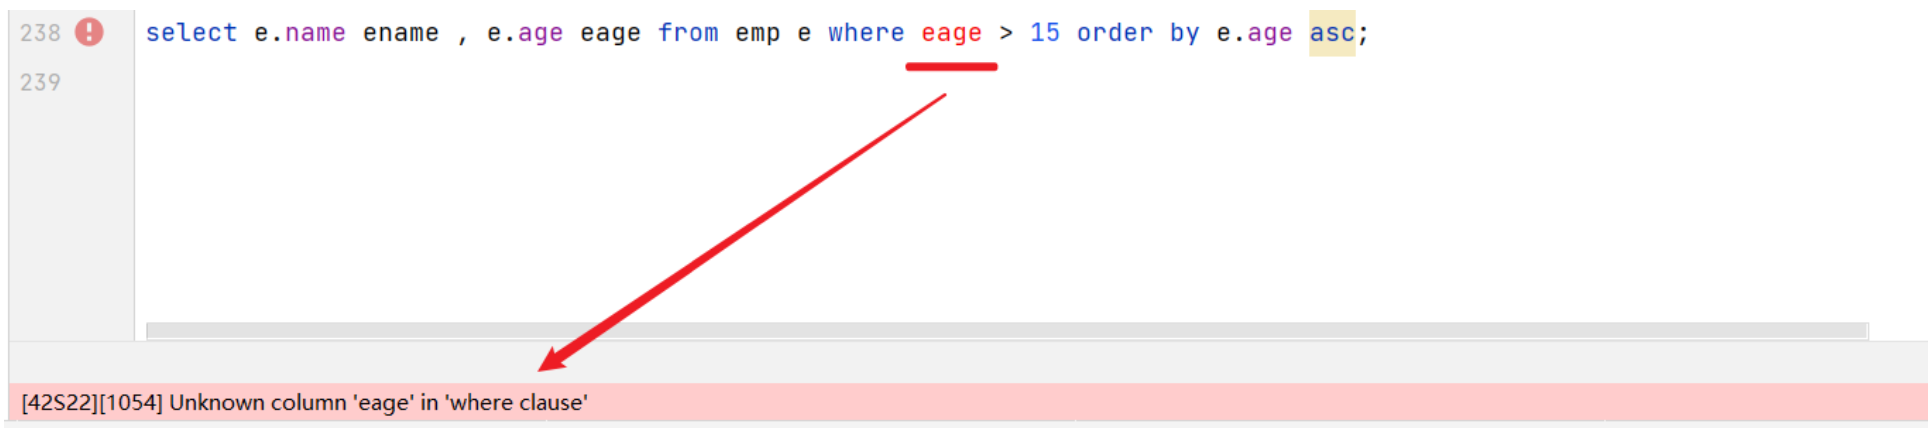 238 select e.name ename , e.age eage from emp e where eage > 15 order by e.age asc;
239
[42S22][1054] Unknown column 'eage' in 'where clause'